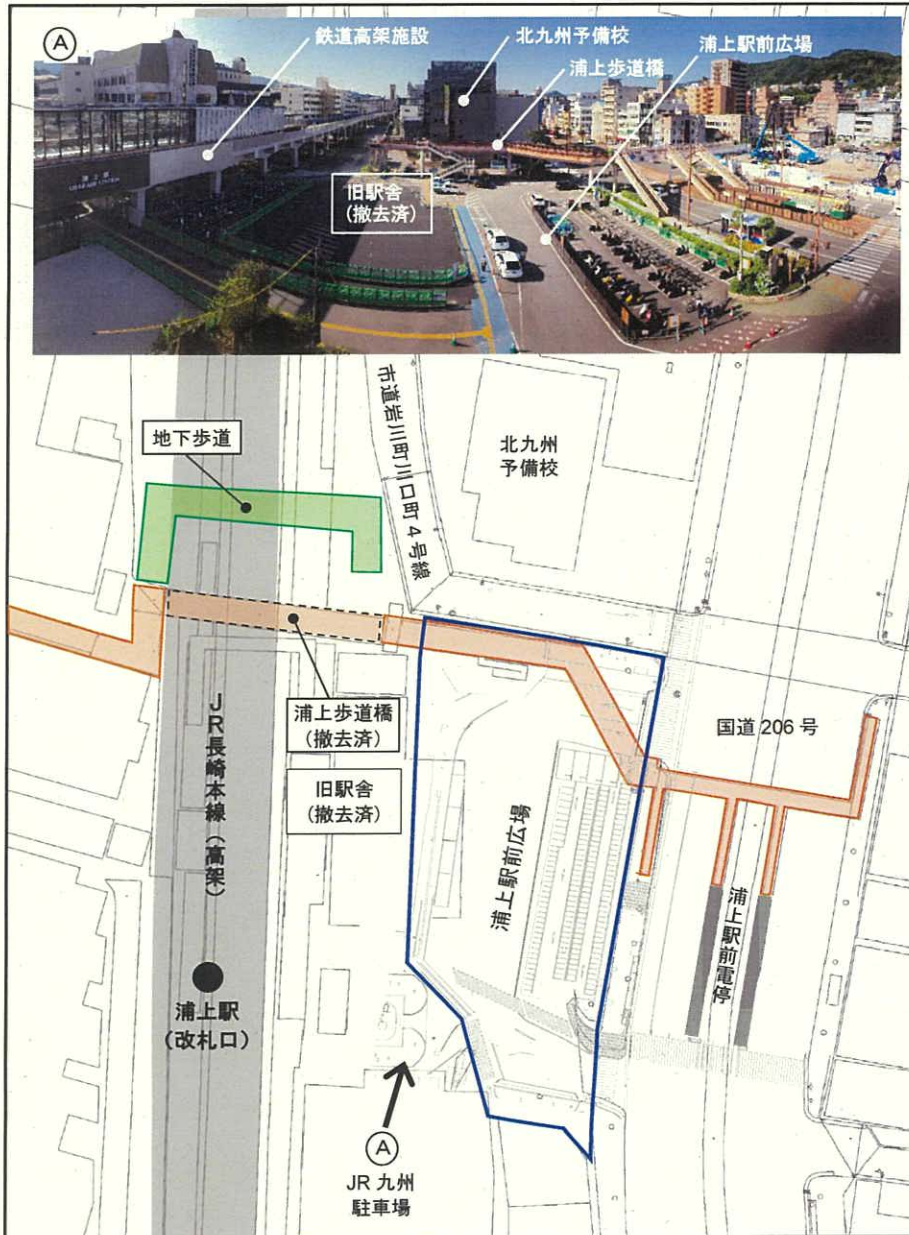 A
鉄道高架施設
北九州予備校
浦上歩道橋
浦上駅前広場
浦上駅
URAKAMI STATION
旧駅舎
(撤去済)
地下歩道
市道岩川町川口町4号線
北九州
予備校
浦上歩道橋
(撤去済)
国道206号
JR長崎本線(高架)
旧駅舎
(撤去済)
浦上駅前広場
浦上駅前電停
浦上駅
(改札口)
A
JR九州
駐車場